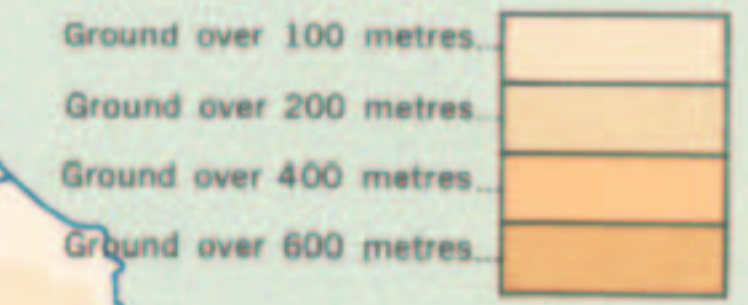 Ground over 100 metres...
Ground over 200 metres...
Ground over 400 metres...
Ground over 600 metres...